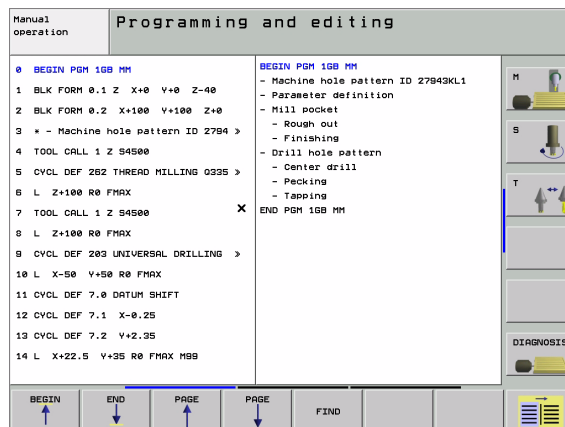 Manual
operation
Programming and editing
0 BEGIN PGM 1GB MM
1 BLK FORM 0.1 Z X+0 Y+0 Z-40
2 BLK FORM 0.2 X+100 Y+100 Z+0
3 * - Machine hole pattern ID 2794 »
4 TOOL CALL 1 Z S4500
5 CYCL DEF 262 THREAD MILLING Q335 »
6 L Z+100 R0 FMAX
7 TOOL CALL 1 Z S4500
8 L Z+100 R0 FMAX
9 CYCL DEF 203 UNIVERSAL DRILLING »
10 L X-50 Y+50 R0 FMAX
11 CYCL DEF 7.0 DATUM SHIFT
12 CYCL DEF 7.1 X-0.25
13 CYCL DEF 7.2 Y+2.35
14 L X+22.5 Y+35 R0 FMAX M99
BEGIN PGM 1GB MM
- Machine hole pattern ID 27943KL1
- Parameter definition
- Mill pocket
- Rough out
- Finishing
- Drill hole pattern
- Center drill
- Pecking
- Tapping
END PGM 1GB MM
M
S
T
DIAGNOSIS
BEGIN
END
PAGE
PAGE
FIND